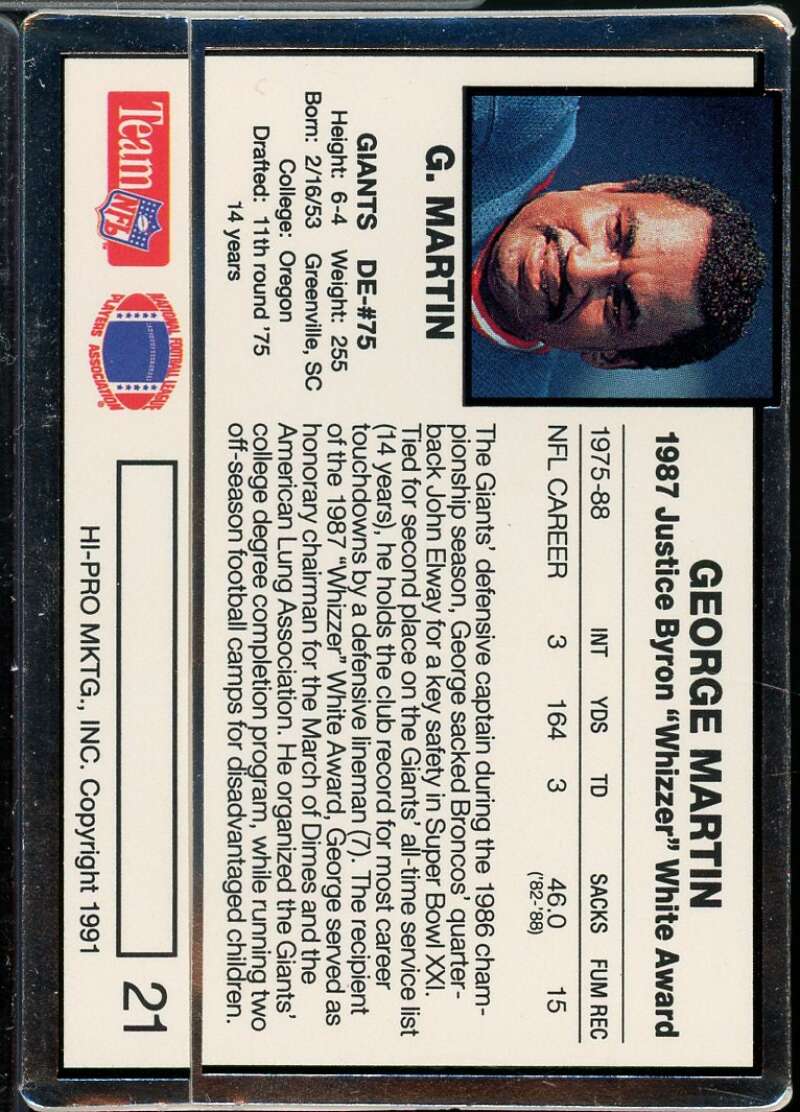 G. MARTIN
GIANTS DE-#75
Height: 6-4 Weight: 255
Born: 2/16/53 Greenville, SC
College: Oregon
Drafted: 11th round '75
14 years
GEORGE MARTIN
1987 Justice Byron “Whizzer” White Award
1975-88 INT YDS TD SACKS FUM REC
NFL CAREER 3 164 3 46.0 15
('82-'88)
The Giants' defensive captain during the 1986 cham-
pionship season, George sacked Broncos' quarter-
back John Elway for a key safety in Super Bowl XXI.
Tied for second place on the Giants' all-time service list
(14 years), he holds the club record for most career
touchdowns by a defensive lineman (7). The recipient
of the 1987 “Whizzer” White Award, George served as
honorary chairman for the March of Dimes and the
American Lung Association. He organized the Giants'
college degree completion program, while running two
off-season football camps for disadvantaged children.
Team NFL
NATIONAL FOOTBALL LEAGUE
PLAYERS ASSOCIATION
21
HI-PRO MKTG., INC. Copyright 1991